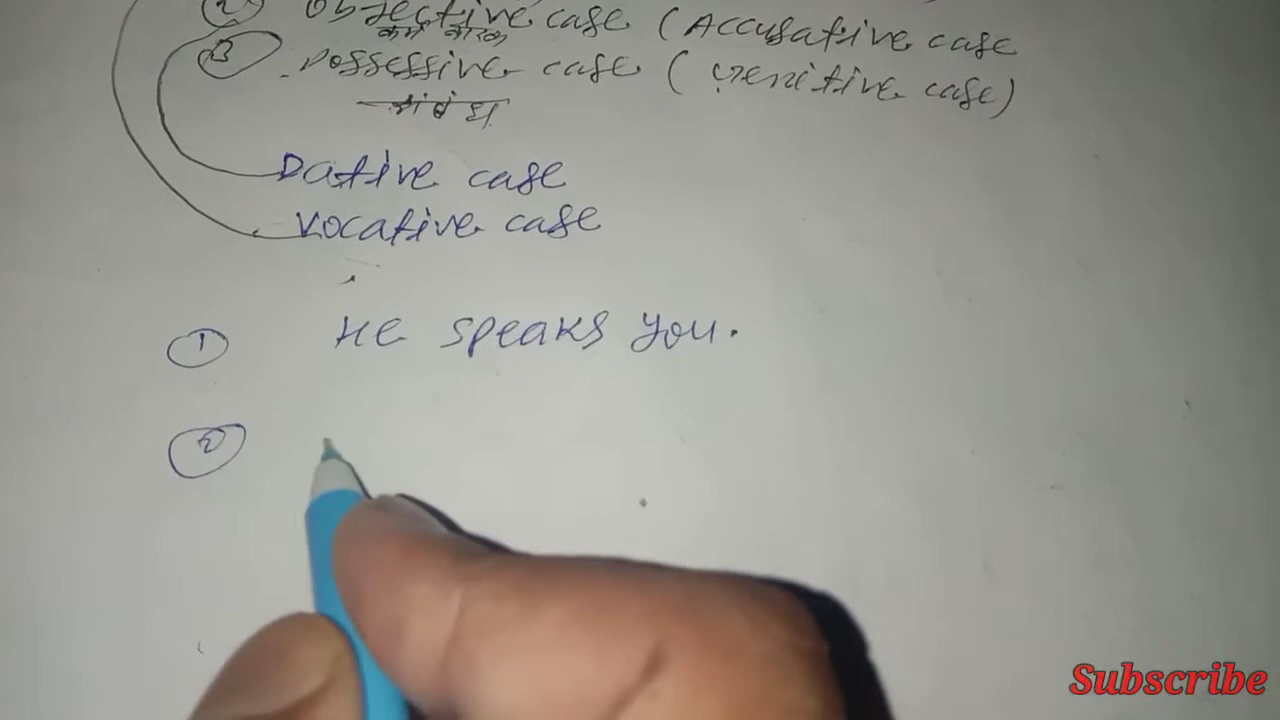 ② Objective case (Accusative case
कर्म कारक
③ Possessive case (Genitive case)
संबंध
Dative case
Vocative case
① He speaks you.
②
Subscribe